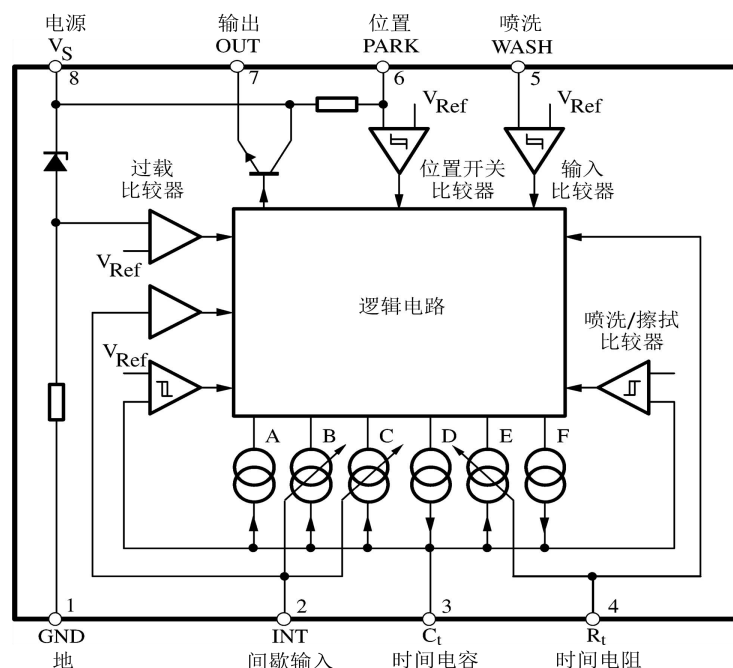 电源
V_S
8
输出
OUT
7
位置
PARK
6
喷洗
WASH
5
V_Ref
V_Ref
过载
比较器
位置开关
比较器
输入
比较器
V_Ref
逻辑电路
喷洗/擦拭
比较器
V_Ref
A
B
C
D
E
F
1
GND
地
2
INT
间歇输入
3
C_t
时间电容
4
R_t
时间电阻